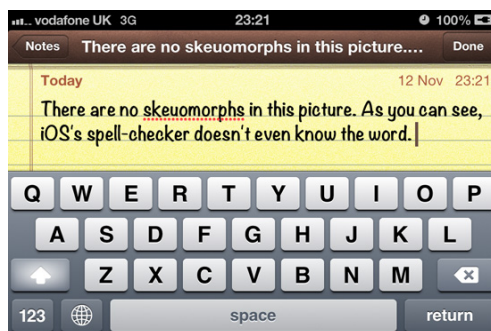 vodafone UK 3G 23:21 100%
Notes There are no skeuomorphs in this picture.... Done
Today 12 Nov 23:21
There are no skeuomorphs in this picture. As you can see,
iOS's spell-checker doesn't even know the word.
Q W E R T Y U I O P
A S D F G H J K L
Z X C V B N M
123 space return